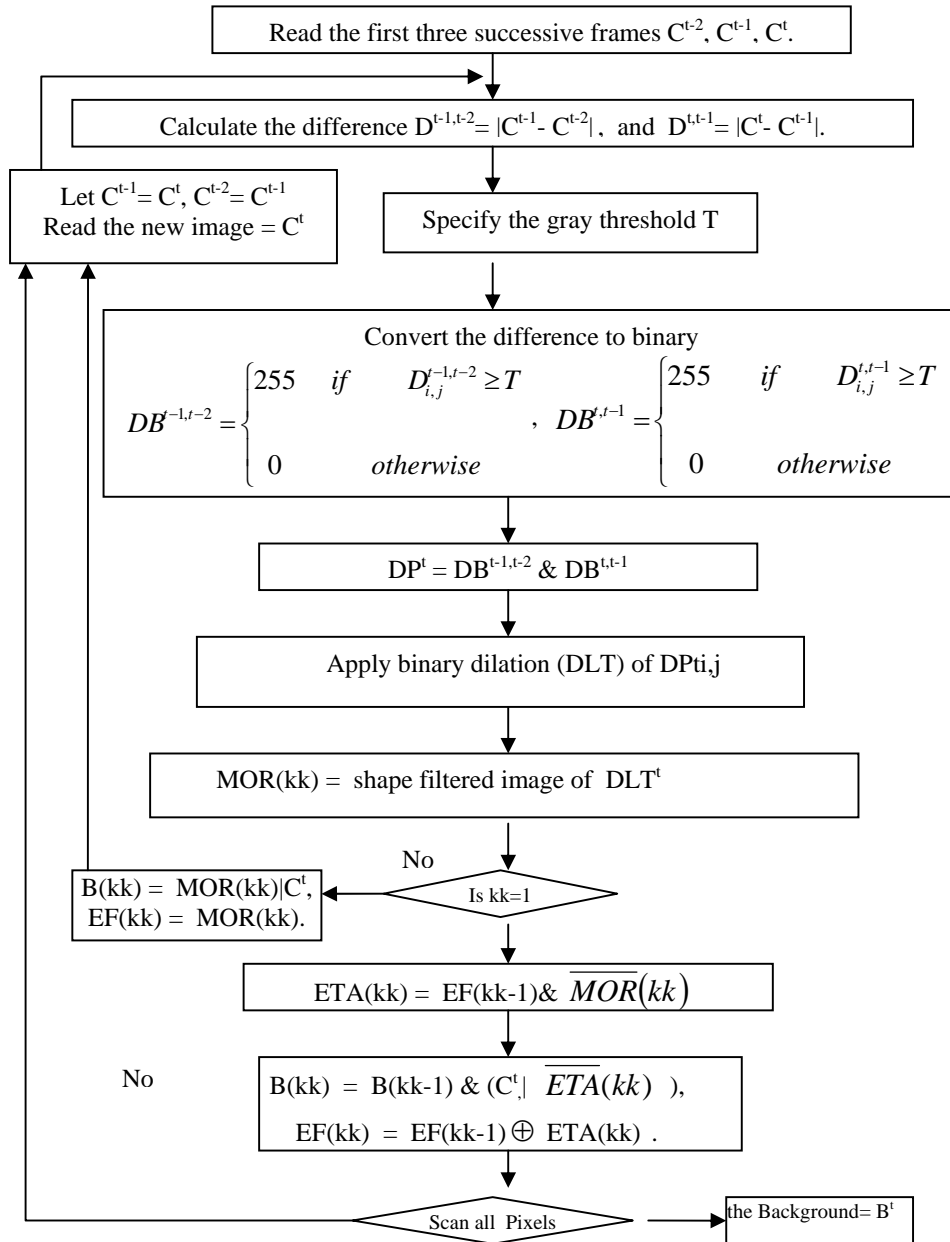 Read the first three successive frames C^{t-2}, C^{t-1}, C^t.
Calculate the difference D^{t-1,t-2}= |C^{t-1}- C^{t-2}| , and D^{t,t-1}= |C^t- C^{t-1}|.
Let C^{t-1}= C^t, C^{t-2}= C^{t-1}
Read the new image = C^t
Specify the gray threshold T
Convert the difference to binary
DB^{t-1,t-2} = { 255 if D_{i,j}^{t-1,t-2} ≥ T , DB^{t,t-1} = { 255 if D_{i,j}^{t,t-1} ≥ T
0 otherwise 0 otherwise
DP^t = DB^{t-1,t-2} & DB^{t,t-1}
Apply binary dilation (DLT) of DPti,j
MOR(kk) = shape filtered image of DLT^t
No
Is kk=1
B(kk) = MOR(kk)|C^t,
EF(kk) = MOR(kk).
ETA(kk) = EF(kk-1)& \overline{MOR}(kk)
No
B(kk) = B(kk-1) & (C^t,| \overline{ETA}(kk) ),
EF(kk) = EF(kk-1) ⊕ ETA(kk) .
Scan all Pixels
the Background= B^t